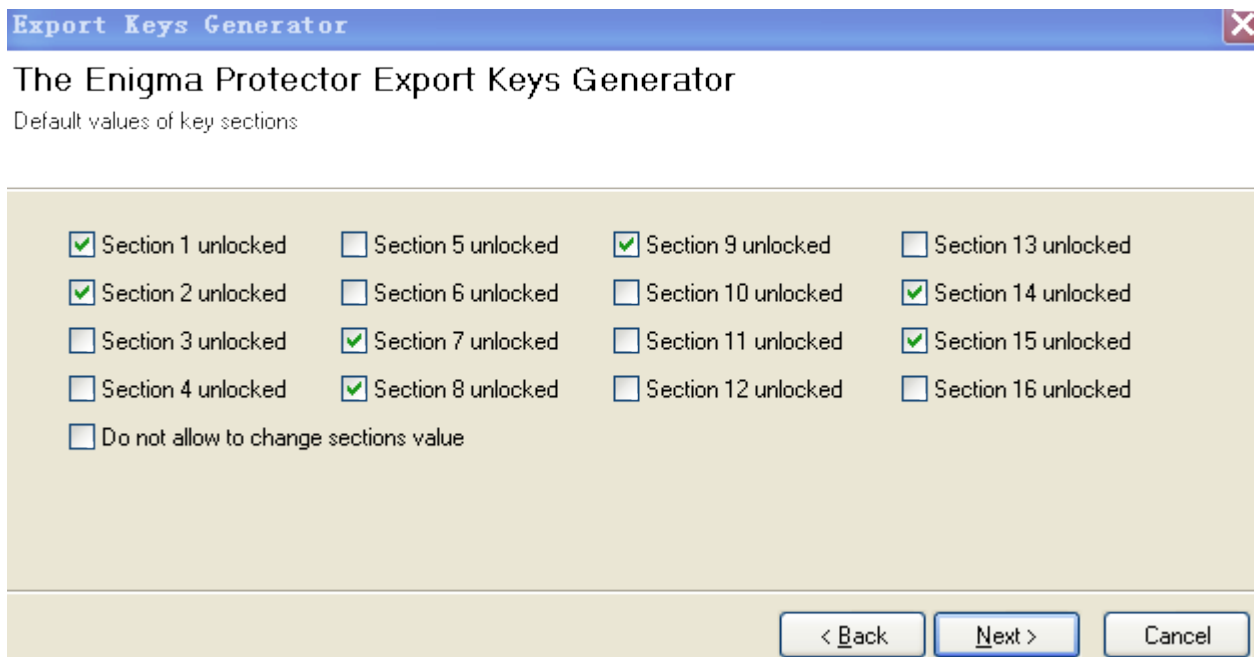 Export Keys Generator
The Enigma Protector Export Keys Generator
Default values of key sections
Section 1 unlocked Section 5 unlocked Section 9 unlocked Section 13 unlocked
Section 2 unlocked Section 6 unlocked Section 10 unlocked Section 14 unlocked
Section 3 unlocked Section 7 unlocked Section 11 unlocked Section 15 unlocked
Section 4 unlocked Section 8 unlocked Section 12 unlocked Section 16 unlocked
Do not allow to change sections value
< Back Next > Cancel